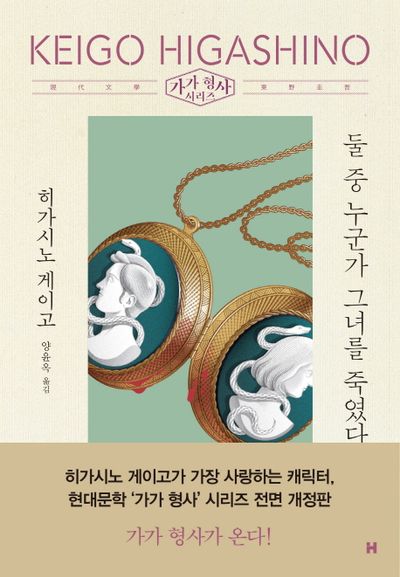 KEIGO HIGASHINO
現代文學
가가 형사
시리즈
東野圭吾
둘 중 누군가 그녀를 죽였다
히가시노 게이고
양윤옥 옮김
히가시노 게이고가 가장 사랑하는 캐릭터,
현대문학 ‘가가 형사’ 시리즈 전면 개정판
가가 형사가 온다!
H